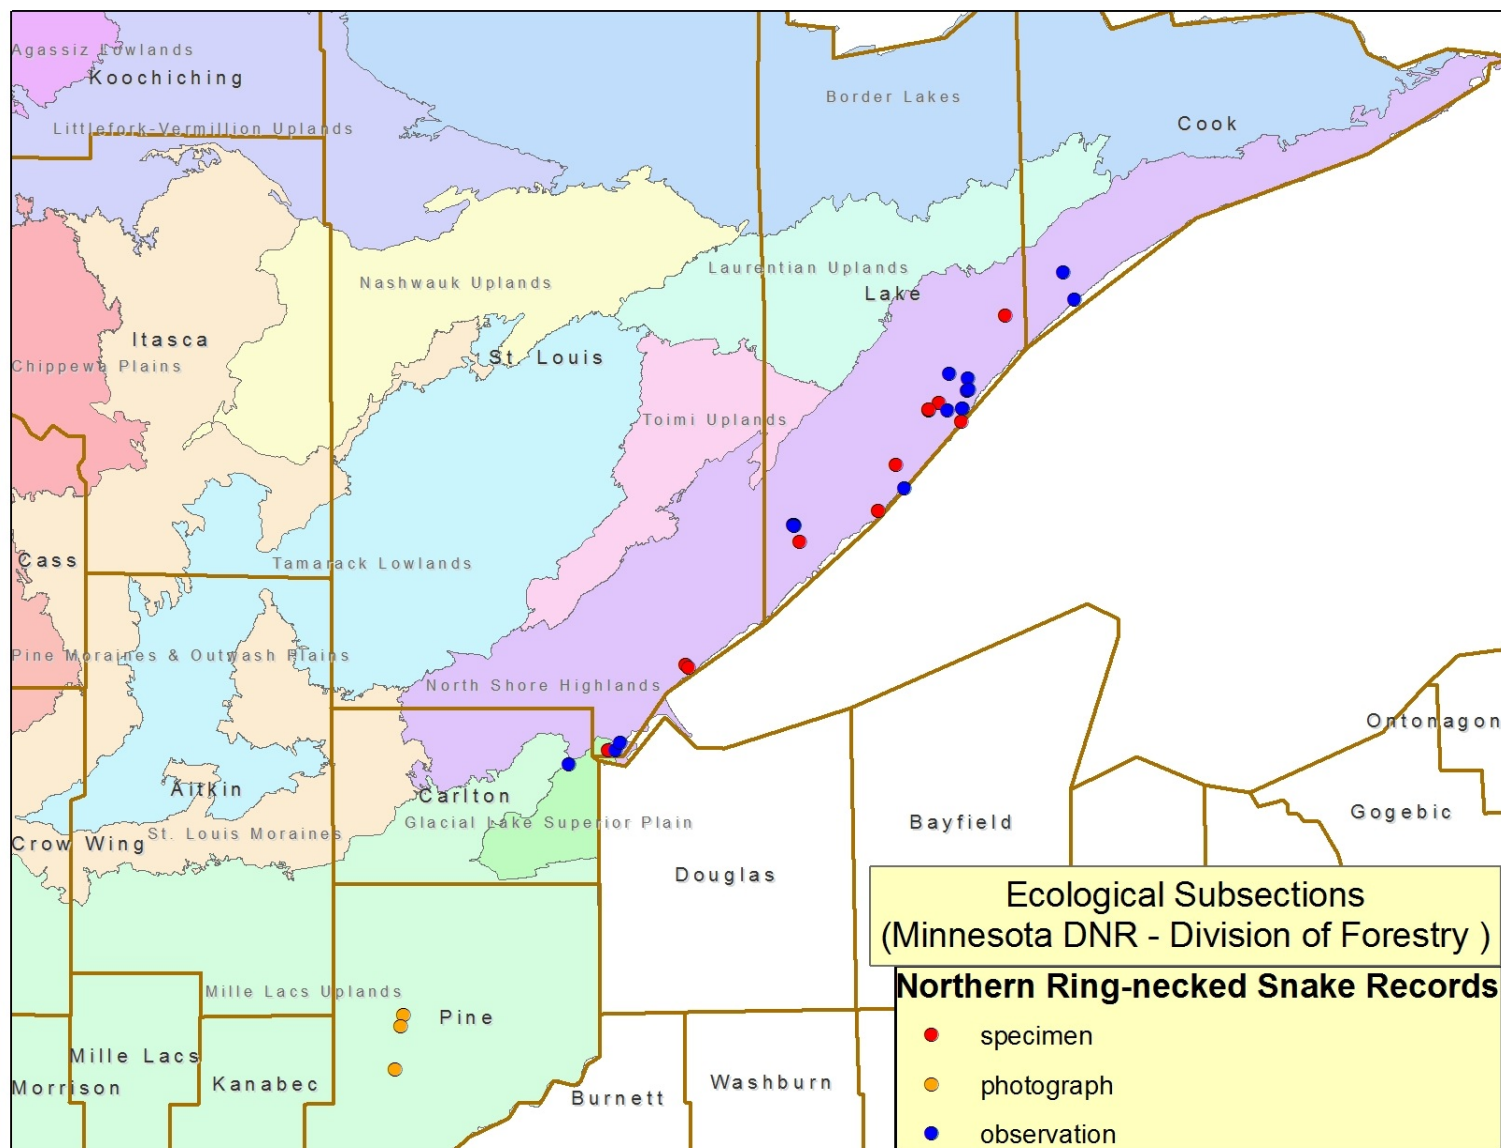 Agassiz Lowlands
Koochiching
Border Lakes
Cook
Littlefork-Vermillion Uplands
Laurentian Uplands
Nashwauk Uplands
Lake
Itasca
St. Louis
Chippewa Plains
Toimi Uplands
Cass
Tamarack Lowlands
Pine Moraines & Outwash Plains
North Shore Highlands
Ontonagon
Aitkin
Carlton
Gogebic
Glacial Lake Superior Plain
Bayfield
St. Louis Moraines
Crow Wing
Douglas
Ecological Subsections
(Minnesota DNR - Division of Forestry )
Northern Ring-necked Snake Records
Mille Lacs Uplands
Pine
specimen
Mille Lacs
Kanabec
Washburn
Morrison
photograph
Burnett
observation